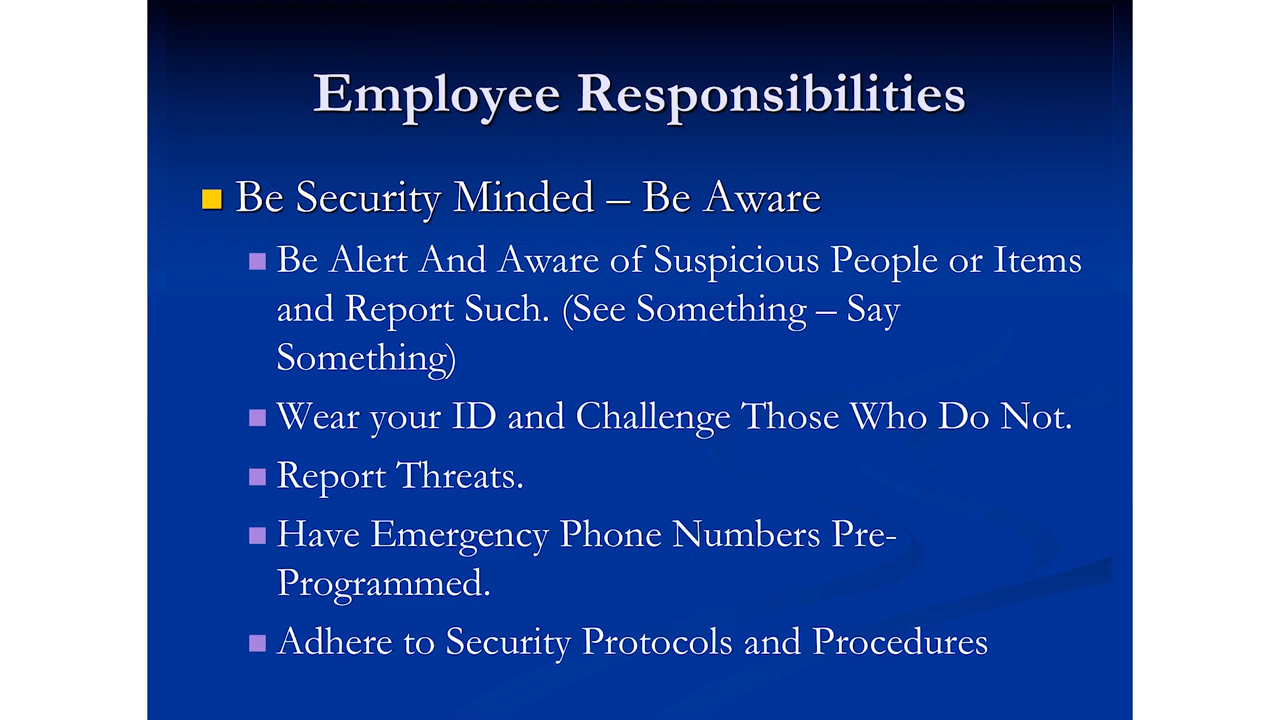 Employee Responsibilities
Be Security Minded – Be Aware
Be Alert And Aware of Suspicious People or Items
and Report Such. (See Something – Say
Something)
Wear your ID and Challenge Those Who Do Not.
Report Threats.
Have Emergency Phone Numbers Pre-
Programmed.
Adhere to Security Protocols and Procedures